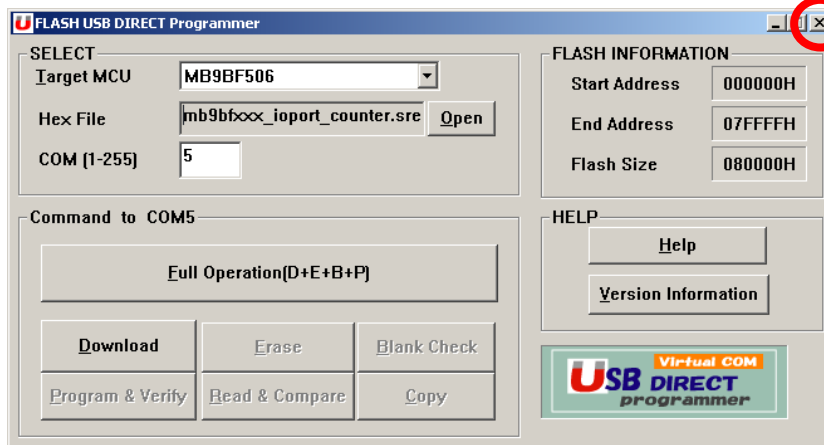 FLASH USB DIRECT Programmer
SELECT
Target MCU MB9BF506
Hex File mb9bfxxx_ioport_counter.sre Open
COM (1-255) 5
FLASH INFORMATION
Start Address 000000H
End Address 07FFFFH
Flash Size 080000H
Command to COM5
Full Operation(D+E+B+P)
Download Erase Blank Check
Program & Verify Read & Compare Copy
HELP
Help
Version Information
Virtual COM
USB DIRECT
programmer